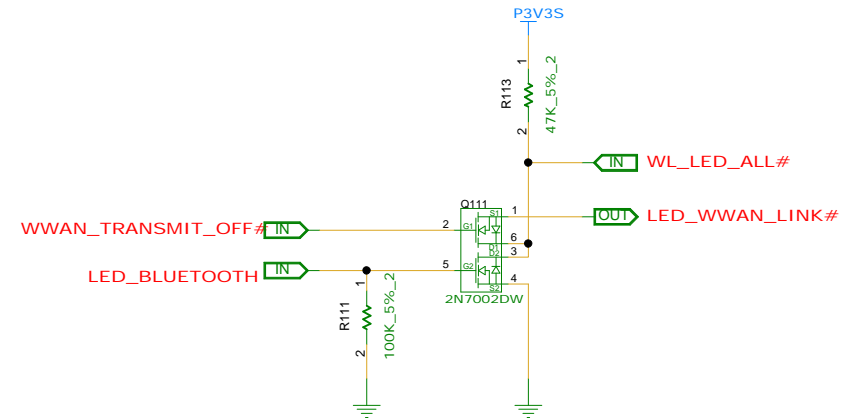 P3V3S
1
R113
47K_5%_2
2
IN
WL_LED_ALL#
Q111
S1
1
OUT
LED_WWAN_LINK#
WWAN_TRANSMIT_OFF#
IN
2
G1
6
D1
D2
3
LED_BLUETOOTH
IN
5
G2
4
S2
2N7002DW
1
R111
100K_5%_2
2